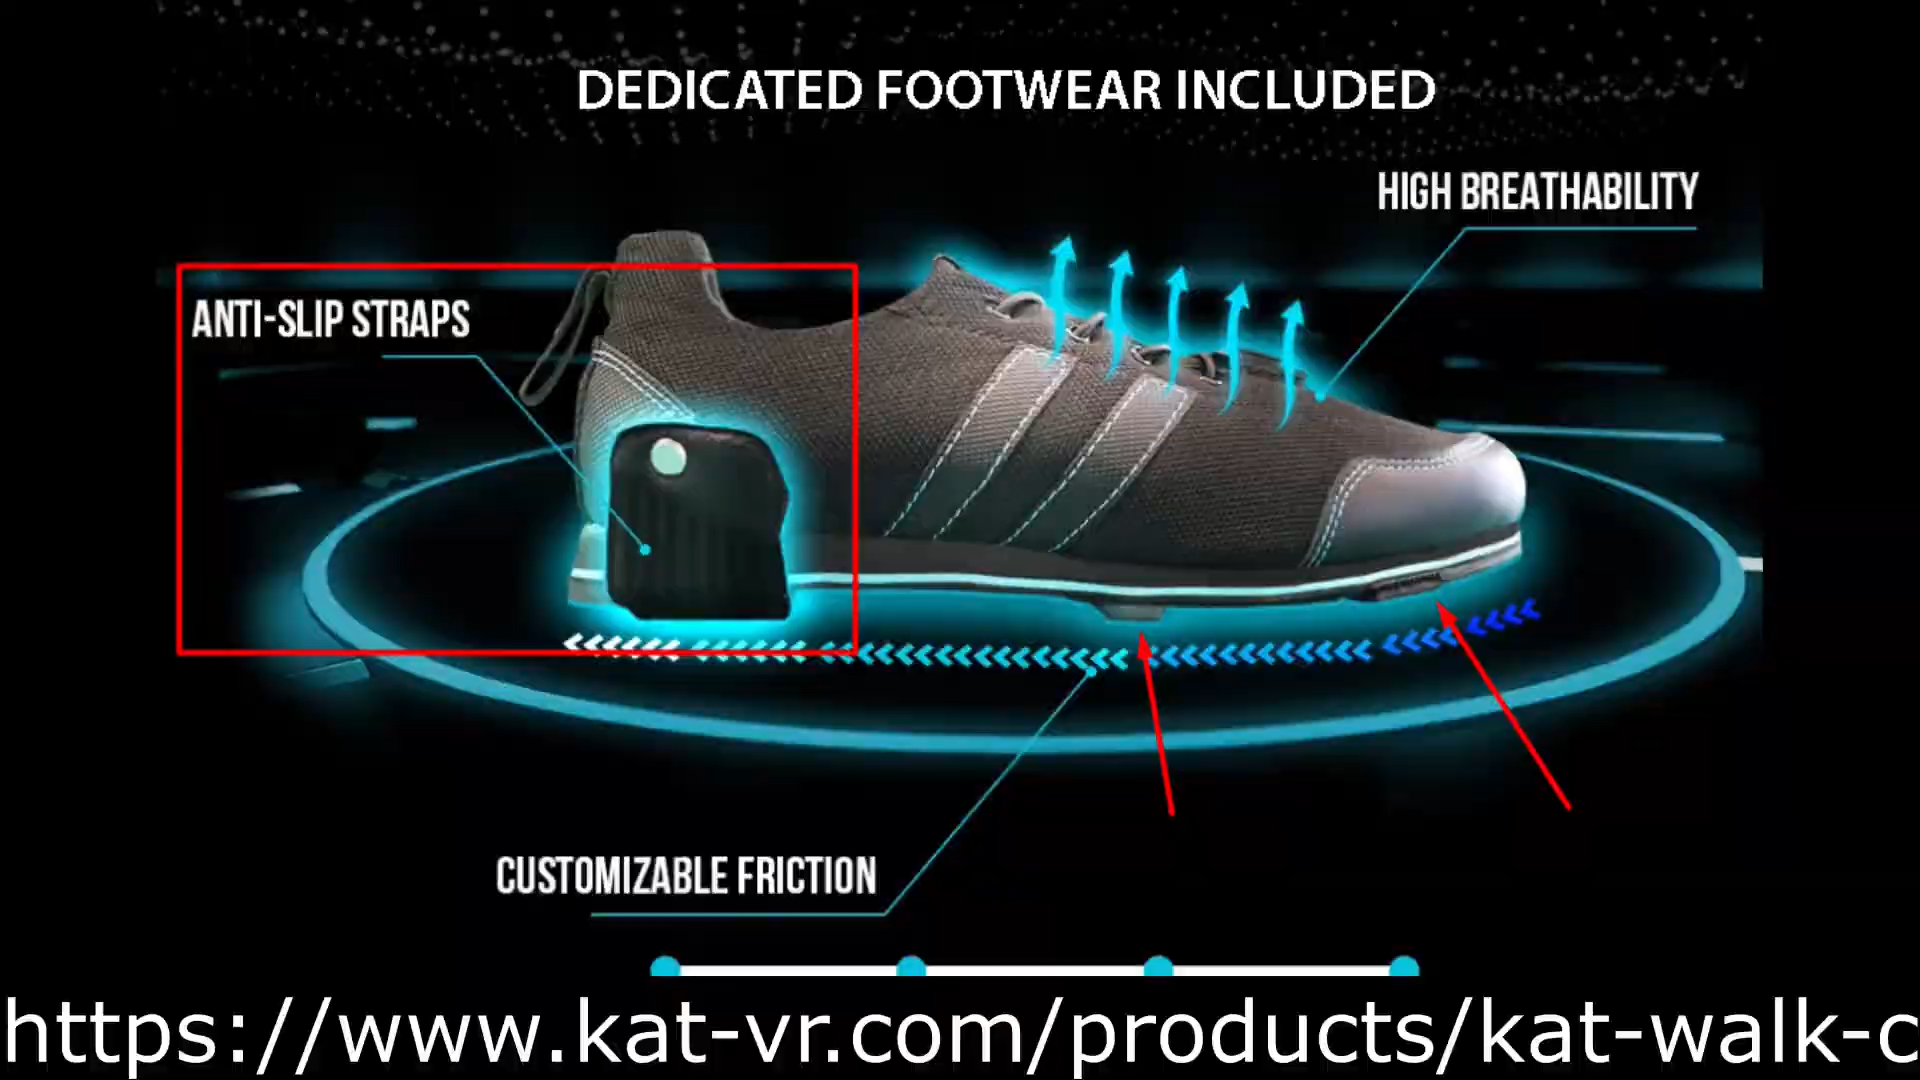 DEDICATED FOOTWEAR INCLUDED
HIGH BREATHABILITY
ANTI-SLIP STRAPS
CUSTOMIZABLE FRICTION
https://www.kat-vr.com/products/kat-walk-c